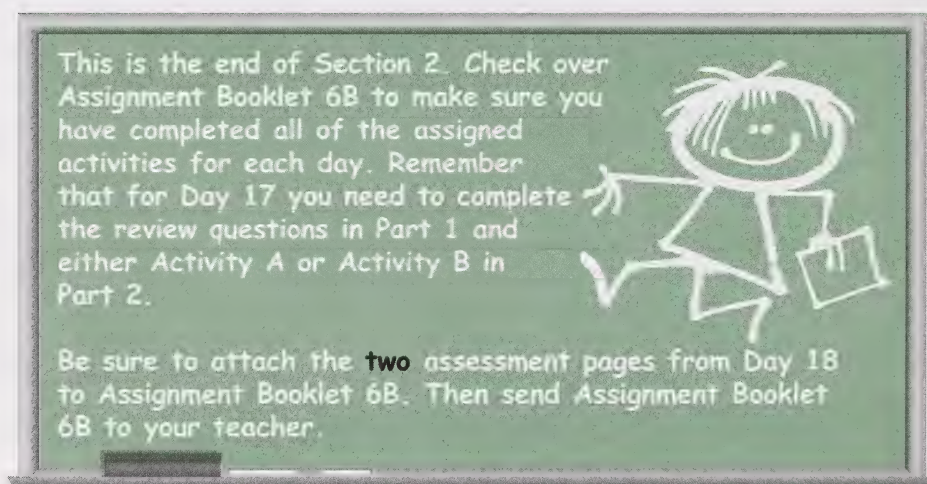 This is the end of Section 2. Check over
Assignment Booklet 6B to make sure you
have completed all of the assigned
activities for each day. Remember
that for Day 17 you need to complete
the review questions in Part 1 and
either Activity A or Activity B in
Part 2.
Be sure to attach the two assessment pages from Day 18
to Assignment Booklet 6B. Then send Assignment Booklet
6B to your teacher.